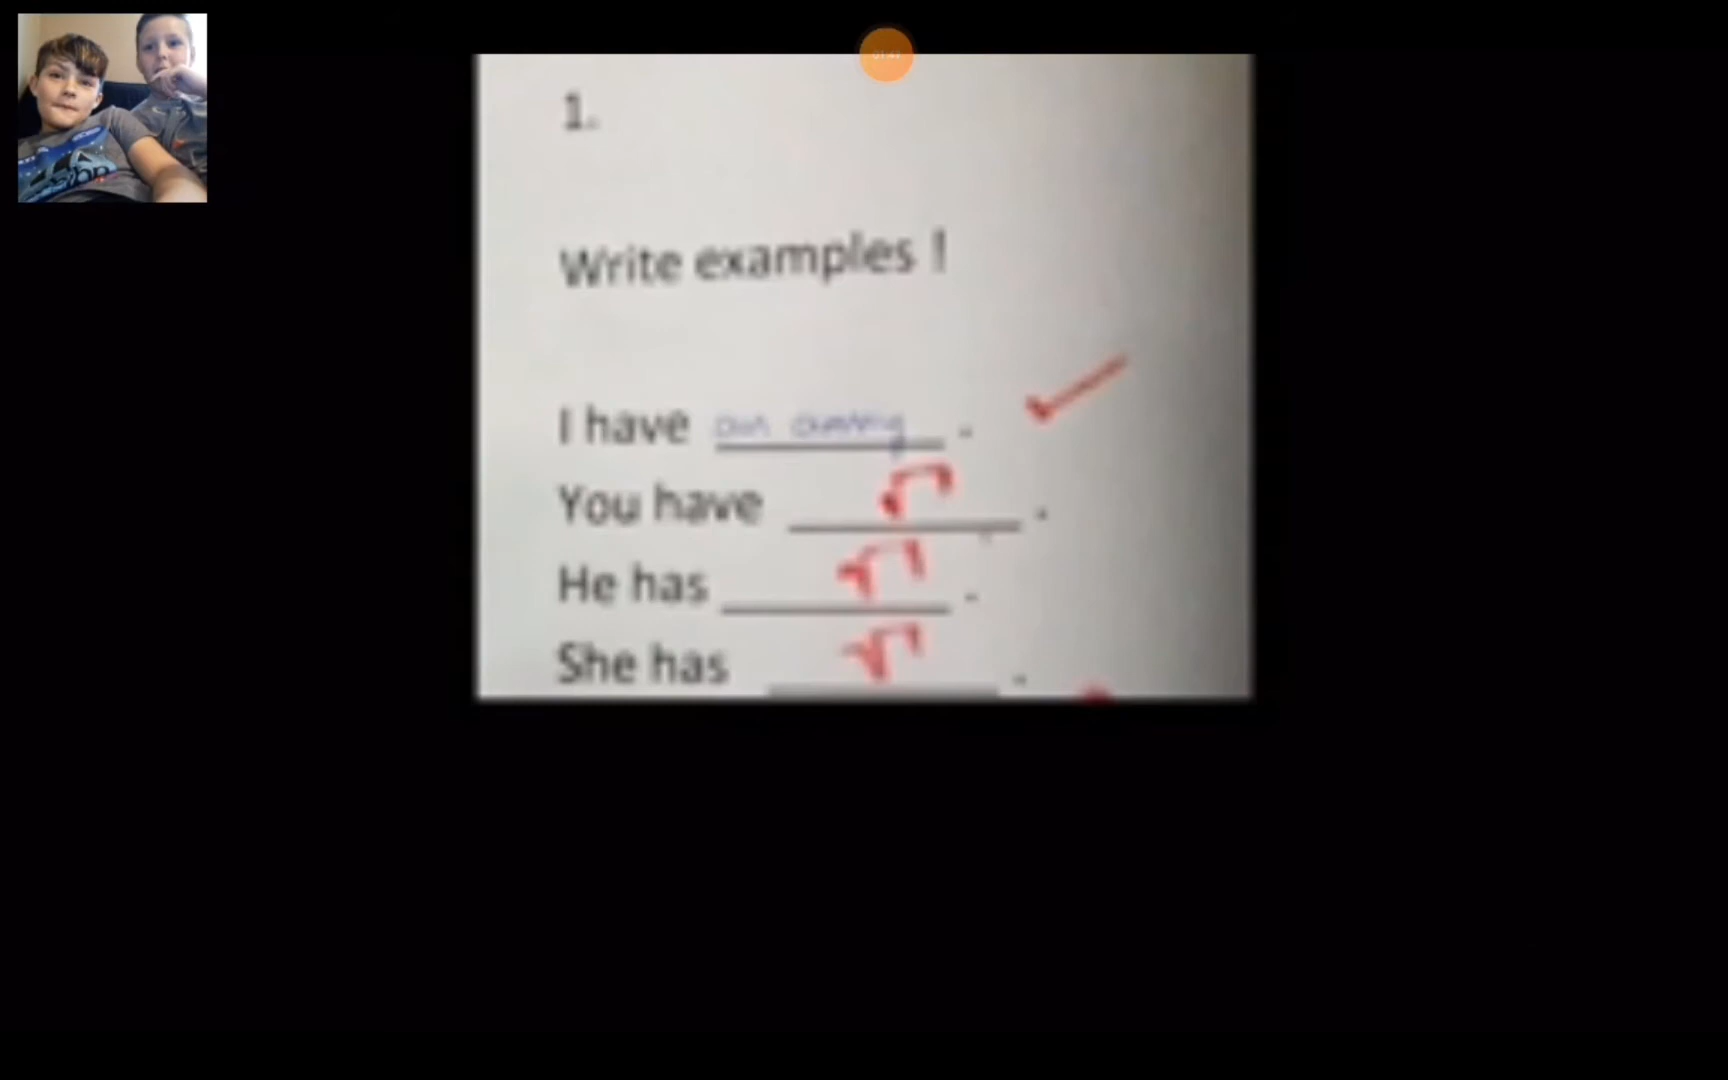 1.
Write examples !
I have .
You have .
He has .
She has .